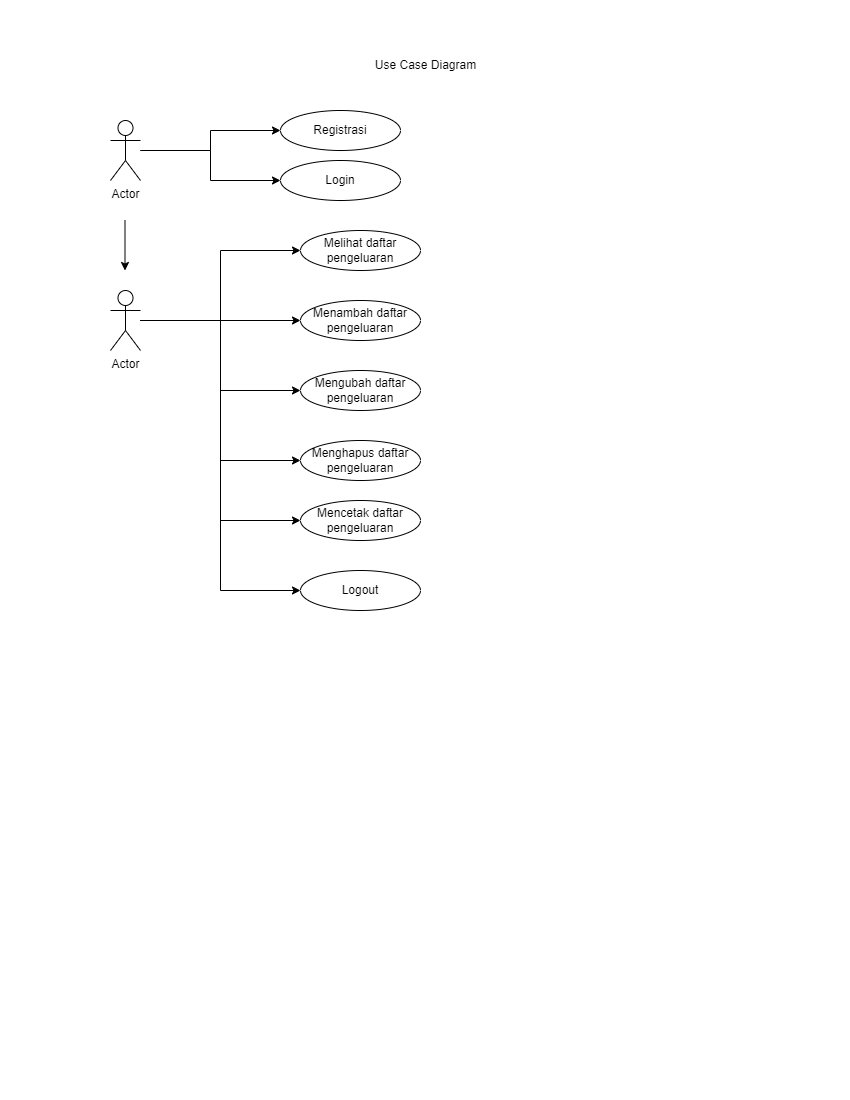 Use Case Diagram
Registrasi
Login
Actor
Melihat daftar
pengeluaran
Menambah daftar
pengeluaran
Actor
Mengubah daftar
pengeluaran
Menghapus daftar
pengeluaran
Mencetak daftar
pengeluaran
Logout